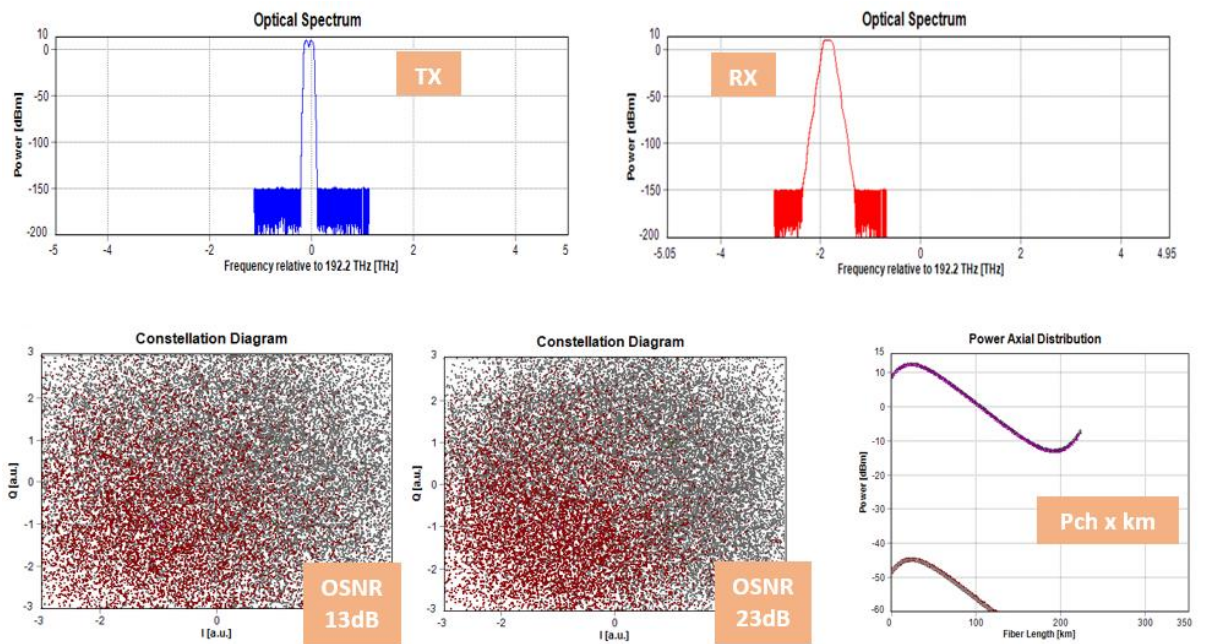 Optical Spectrum
10
0
-50
-100
-150
-200
Power [dBm]
TX
-5
-4
-2
0
2
4
5
Frequency relative to 192.2 THz [THz]
Optical Spectrum
10
0
-50
-100
-150
-200
Power [dBm]
RX
-5.05
-4
-2
0
2
4
4.95
Frequency relative to 192.2 THz [THz]
Constellation Diagram
3
2
1
0
-1
-2
-3
Q [a.u.]
-3
-2
0
I [a.u.]
OSNR
13dB
Constellation Diagram
3
2
1
0
-1
-2
-3
Q [a.u.]
-3
-2
-1
0
1
I [a.u.]
OSNR
23dB
Power Axial Distribution
15
10
0
-10
-20
-30
-40
-50
-60
Power [dBm]
Pch x km
0
100
200
300
350
Fiber Length [km]